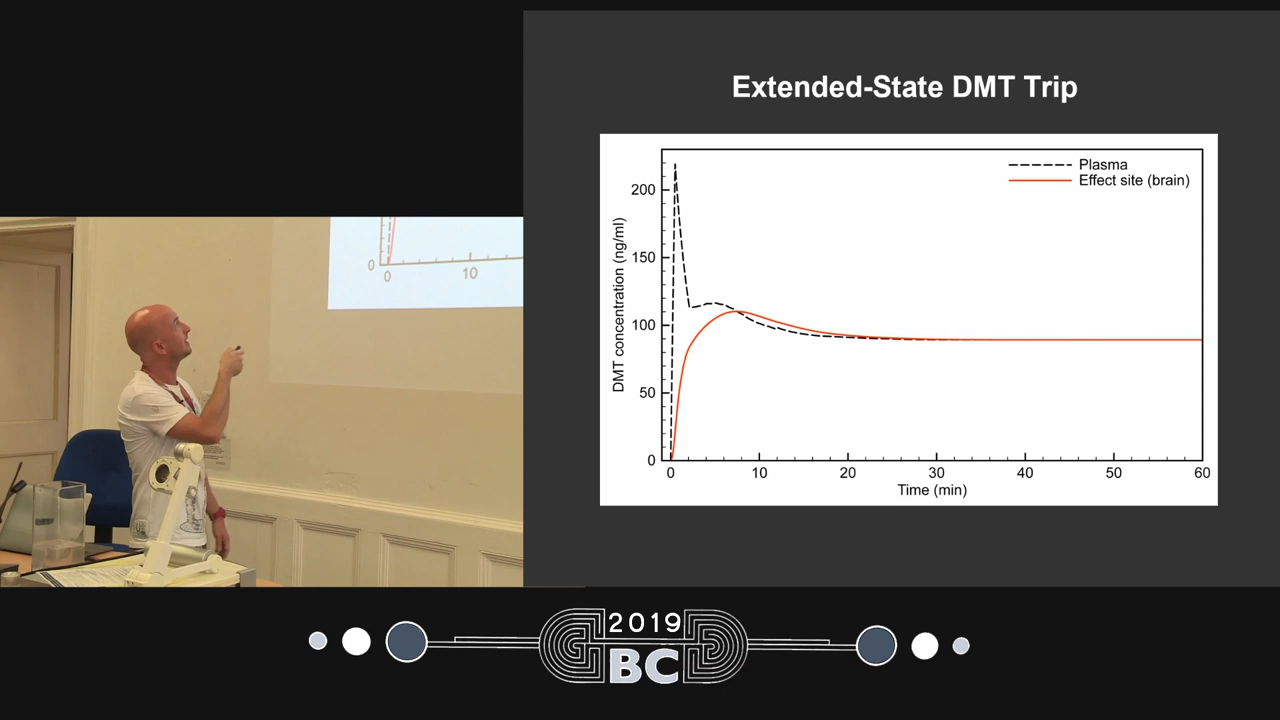 Extended-State DMT Trip
Plasma
Effect site (brain)
DMT concentration (ng/ml)
200
150
100
50
0
0 10 20 30 40 50 60
Time (min)
0
0 10
2019
BC